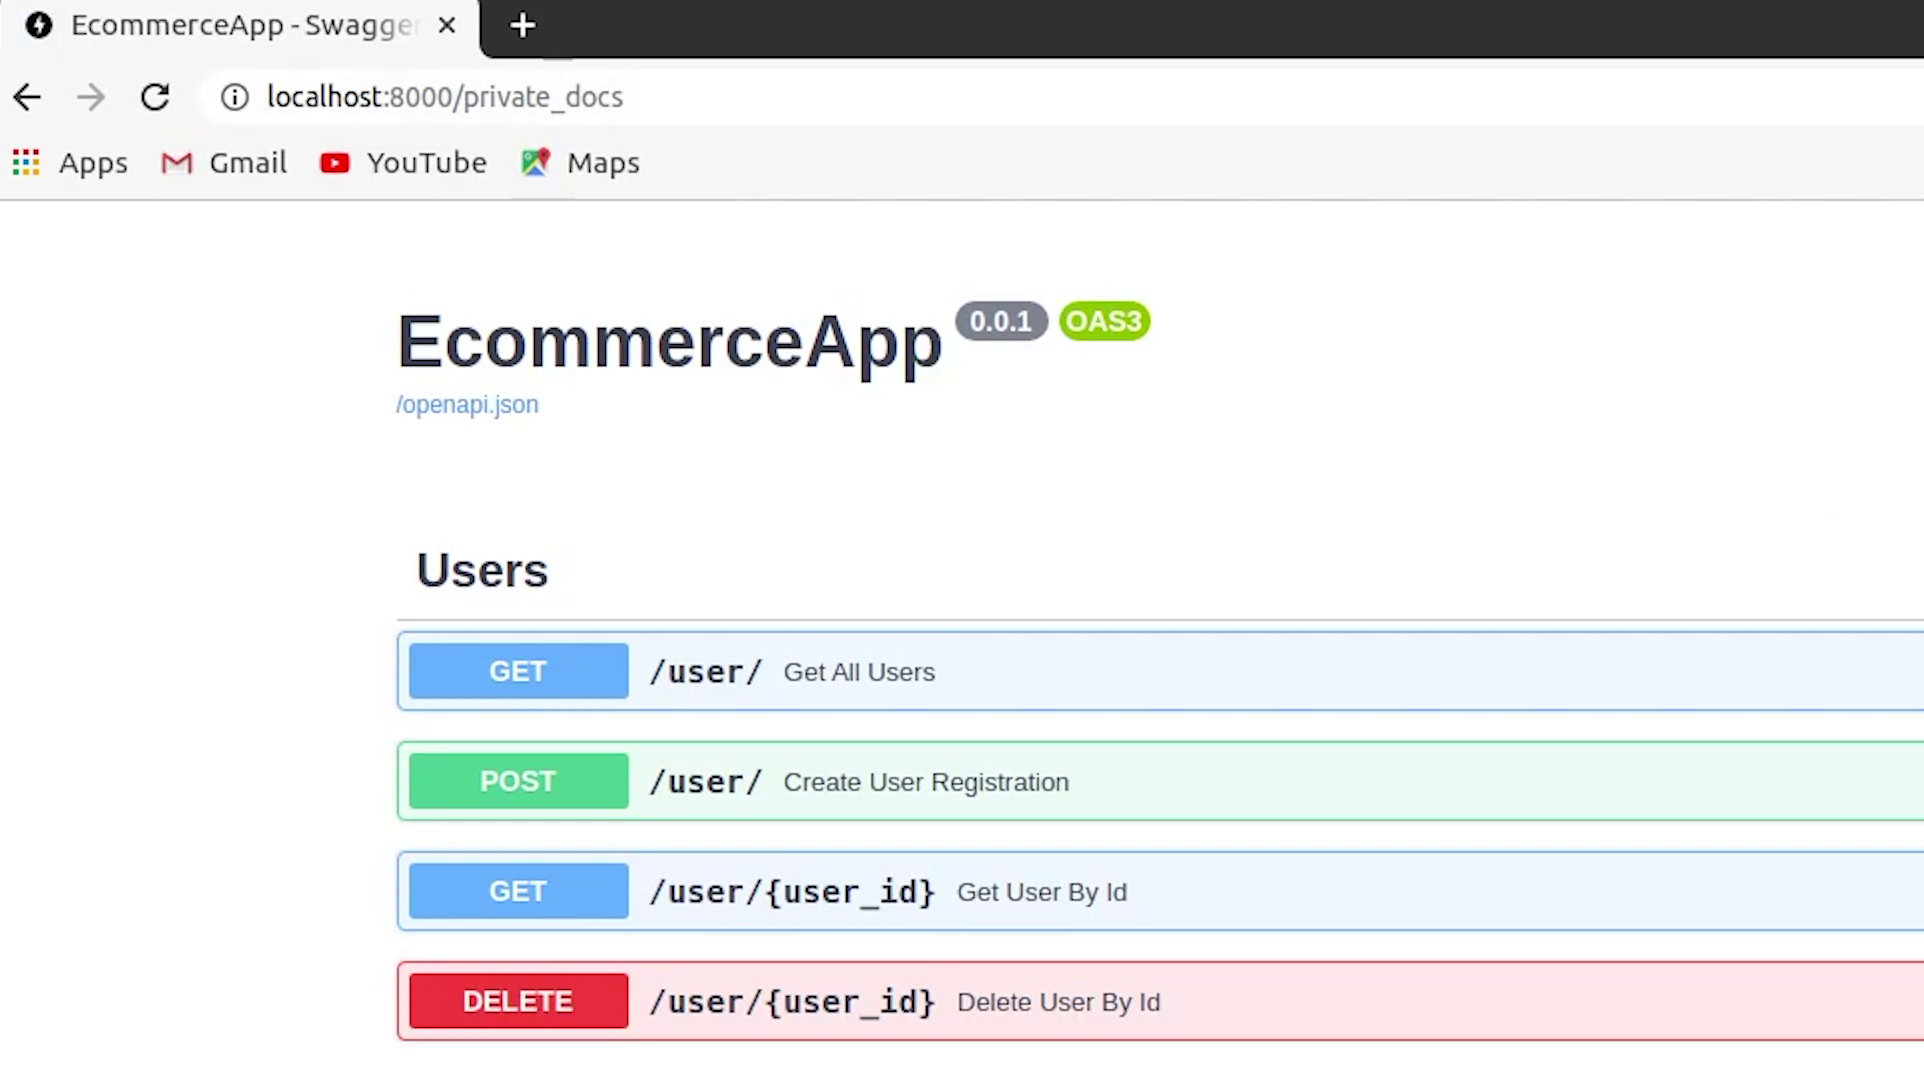 EcommerceApp - Swagger
localhost:8000/private_docs
Apps Gmail YouTube Maps
EcommerceApp 0.0.1 OAS3
/openapi.json
Users
GET /user/ Get All Users
POST /user/ Create User Registration
GET /user/{user_id} Get User By Id
DELETE /user/{user_id} Delete User By Id